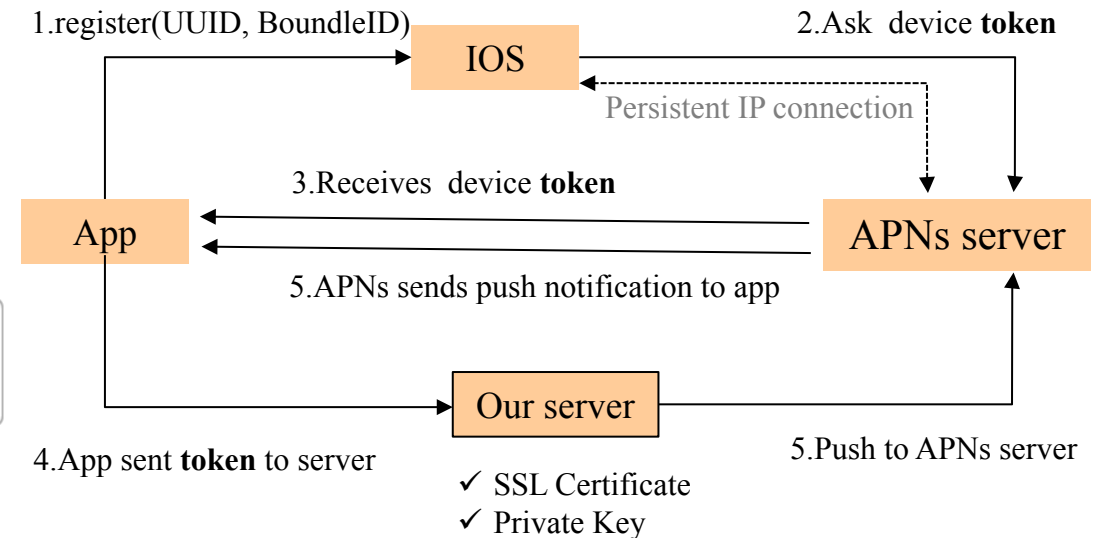 1.register(UUID, BoundleID)
2.Ask device token
IOS
Persistent IP connection
3.Receives device token
App
APNs server
5.APNs sends push notification to app
Our server
4.App sent token to server
5.Push to APNs server
✓ SSL Certificate
✓ Private Key